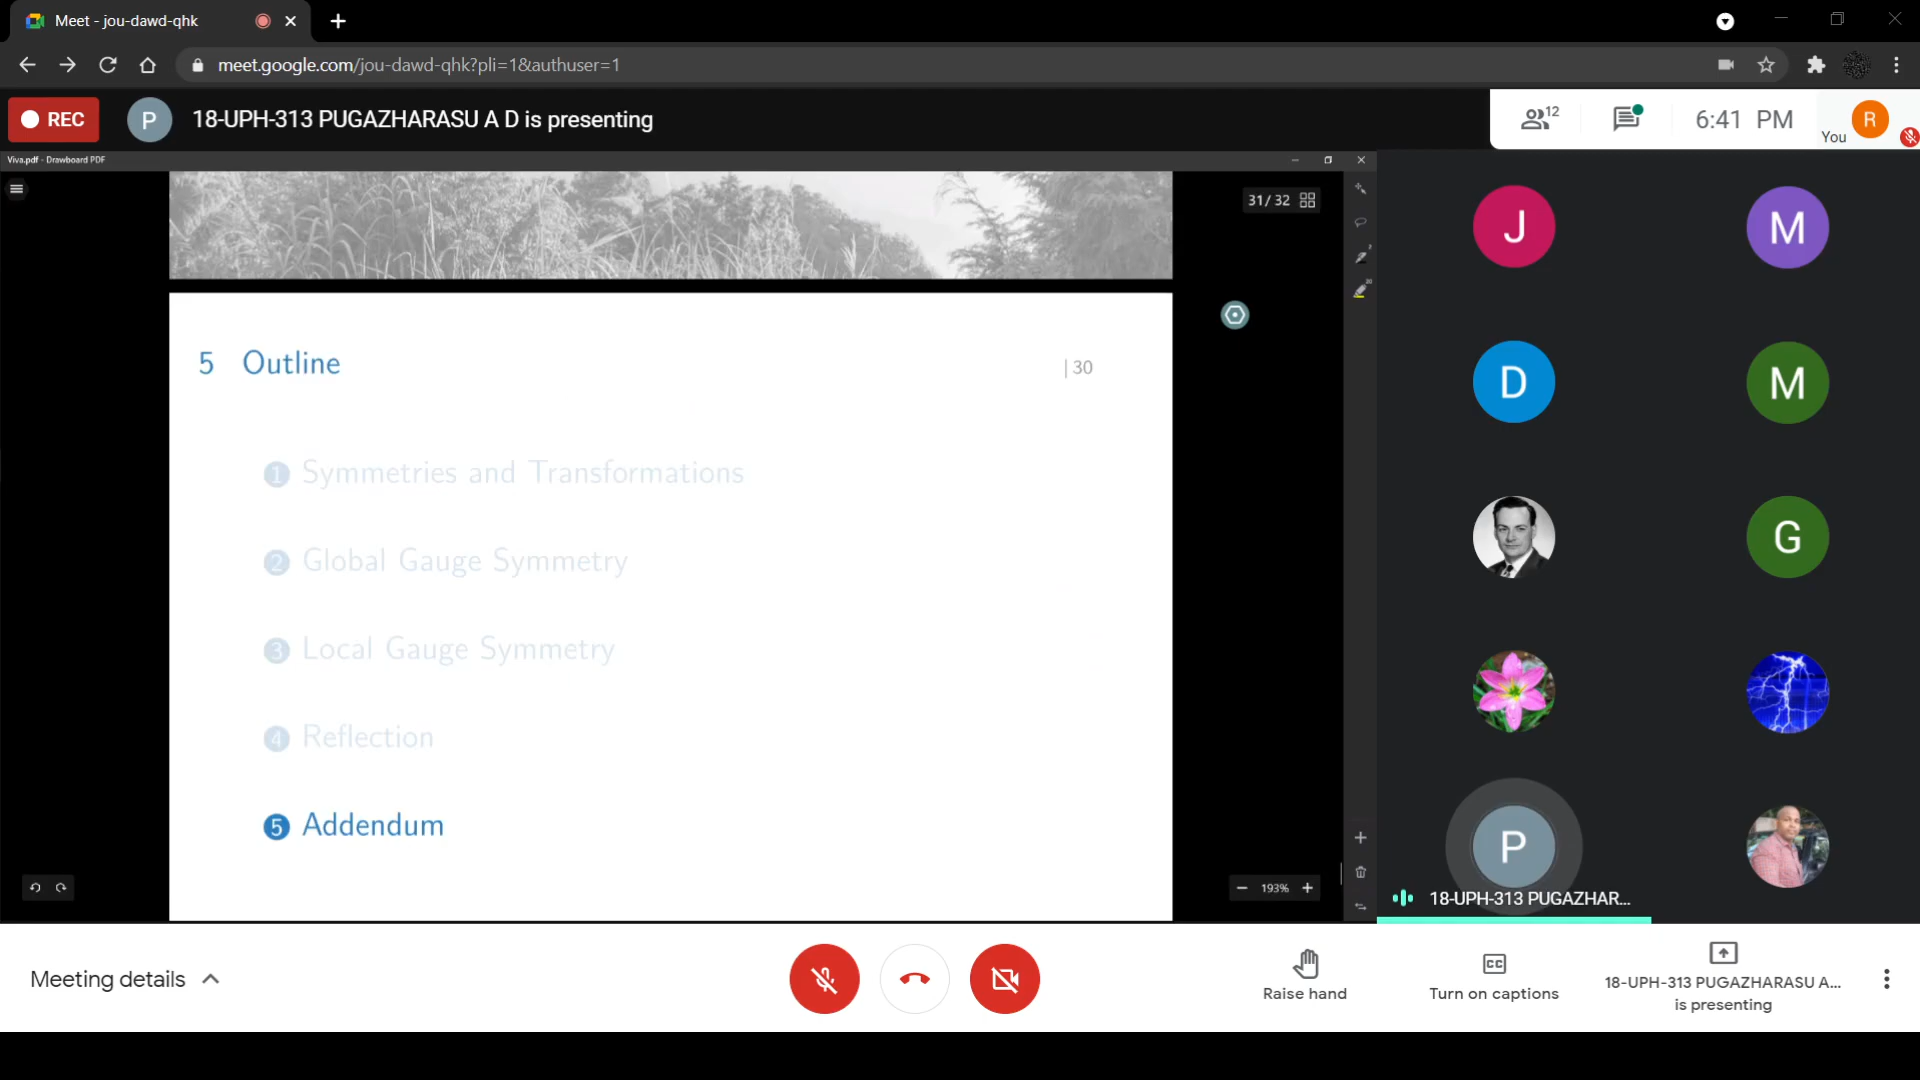 Meet - jou-dawd-qhk
meet.google.com/jou-dawd-qhk?pli=1&authuser=1
REC
P
18-UPH-313 PUGAZHARASU A D is presenting
12
6:41 PM
You
R
Viva.pdf - Drawboard PDF
31/ 32
5 Outline
| 30
1 Symmetries and Transformations
2 Global Gauge Symmetry
3 Local Gauge Symmetry
4 Reflection
5 Addendum
193%
J
M
D
M
G
P
18-UPH-313 PUGAZHAR...
Meeting details
Raise hand
CC
Turn on captions
18-UPH-313 PUGAZHARASU A...
is presenting